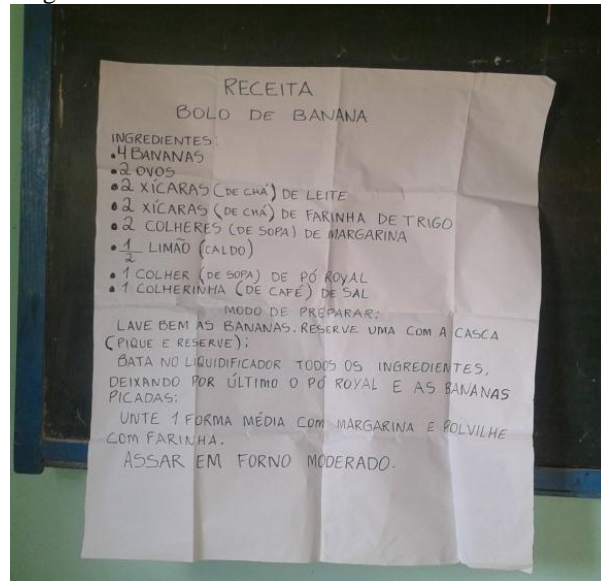 RECEITA
BOLO DE BANANA
INGREDIENTES:
•4 BANANAS
•2 OVOS
•2 XÍCARAS (DE CHÁ) DE LEITE
•2 XÍCARAS (DE CHÁ) DE FARINHA DE TRIGO
•2 COLHERES (DE SOPA) DE MARGARINA
•1/2 LIMÃO (CALDO)
•1 COLHER (DE SOPA) DE PÓ ROYAL
•1 COLHERINHA (DE CAFÉ) DE SAL
MODO DE PREPARAR:
LAVE BEM AS BANANAS. RESERVE UMA COM A CASCA
(PIQUE E RESERVE);
BATA NO LIQUIDIFICADOR TODOS OS INGREDIENTES,
DEIXANDO POR ÚLTIMO O PÓ ROYAL E AS BANANAS
PICADAS;
UNTE 1 FORMA MÉDIA COM MARGARINA E POLVILHE
COM FARINHA.
ASSAR EM FORNO MODERADO.